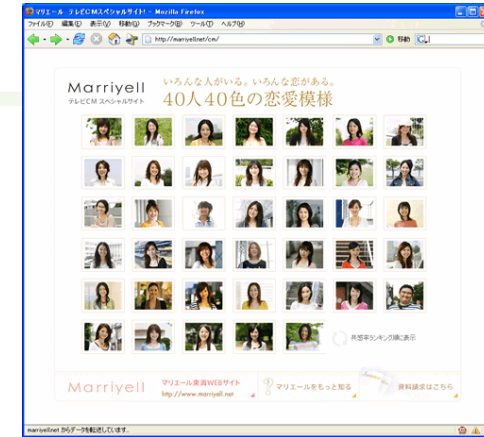 マリエール テレビCMスペシャルサイト! - Mozilla Firefox
ファイル(F) 編集(E) 表示(V) 移動(G) ブックマーク(B) ツール(T) ヘルプ(H)
http://marriyell.net/cm/
移動
Marriyell
テレビCM スペシャルサイト
いろんな人がいる。いろんな恋がある。
40人40色の恋愛模様
共感率ランキング順に表示
Marriyell
マリエール東海WEBサイト
http://www.marriyell.net
マリエールをもっと知る
資料請求はこちら
marriyell.net からデータを転送しています...